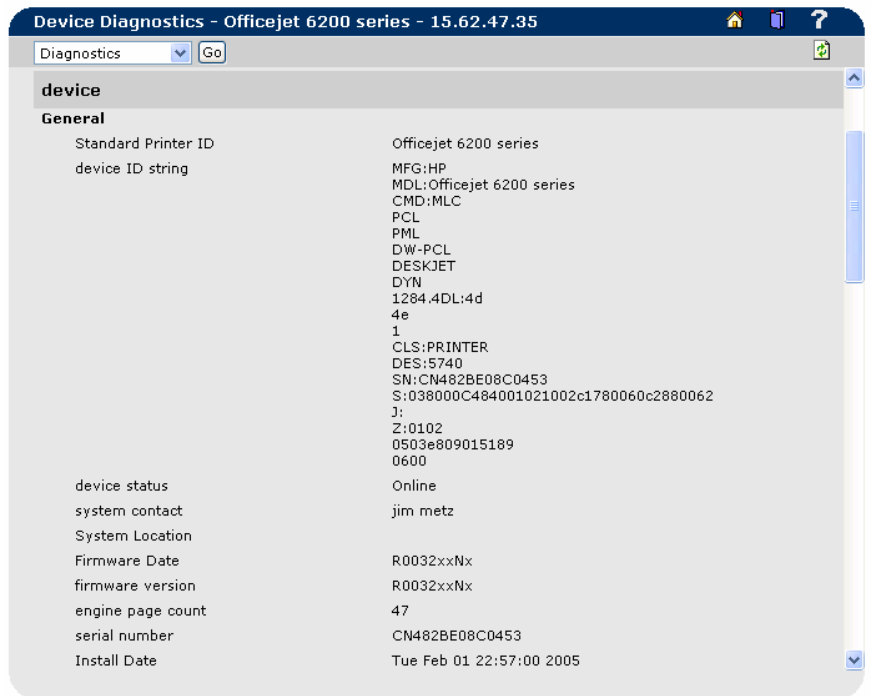 Device Diagnostics - Officejet 6200 series - 15.62.47.35
?
Diagnostics Go
device
General
Standard Printer ID Officejet 6200 series
device ID string MFG:HP
MDL:Officejet 6200 series
CMD:MLC
PCL
PML
DW-PCL
DESKJET
DYN
1284.4DL:4d
4e
1
CLS:PRINTER
DES:5740
SN:CN482BE08C0453
S:038000C484001021002c1780060c2880062
J:
Z:0102
0503e809015189
0600
device status Online
system contact jim metz
System Location
Firmware Date R0032xxNx
firmware version R0032xxNx
engine page count 47
serial number CN482BE08C0453
Install Date Tue Feb 01 22:57:00 2005